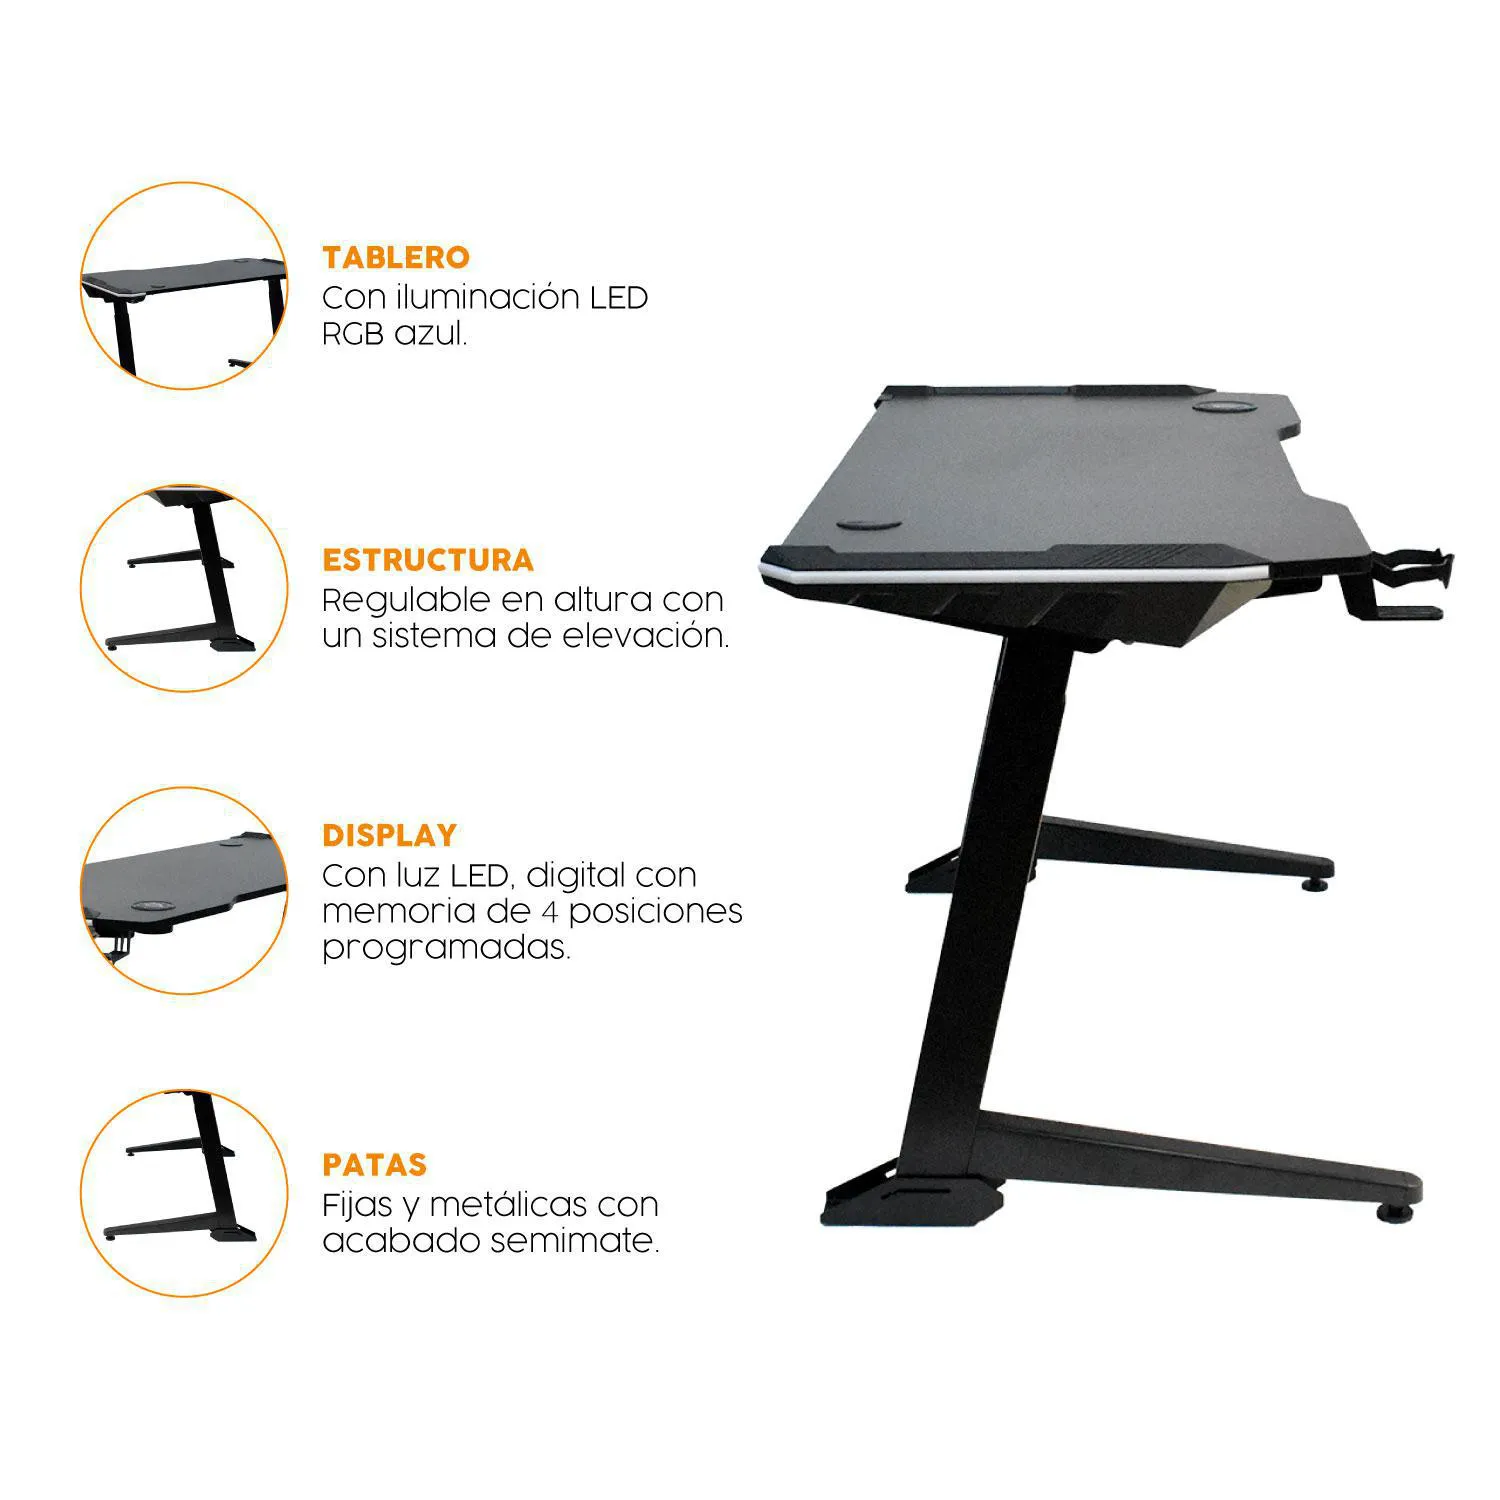 TABLERO
Con iluminación LED
RGB azul.
ESTRUCTURA
Regulable en altura con
un sistema de elevación.
DISPLAY
Con luz LED, digital con
memoria de 4 posiciones
programadas.
PATAS
Fijas y metálicas con
acabado semimate.